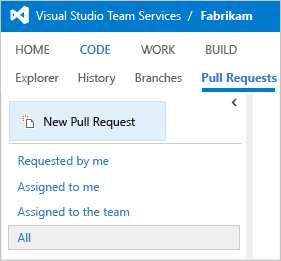 Visual Studio Team Services / Fabrikam
HOME CODE WORK BUILD
Explorer History Branches Pull Requests
New Pull Request
Requested by me
Assigned to me
Assigned to the team
All